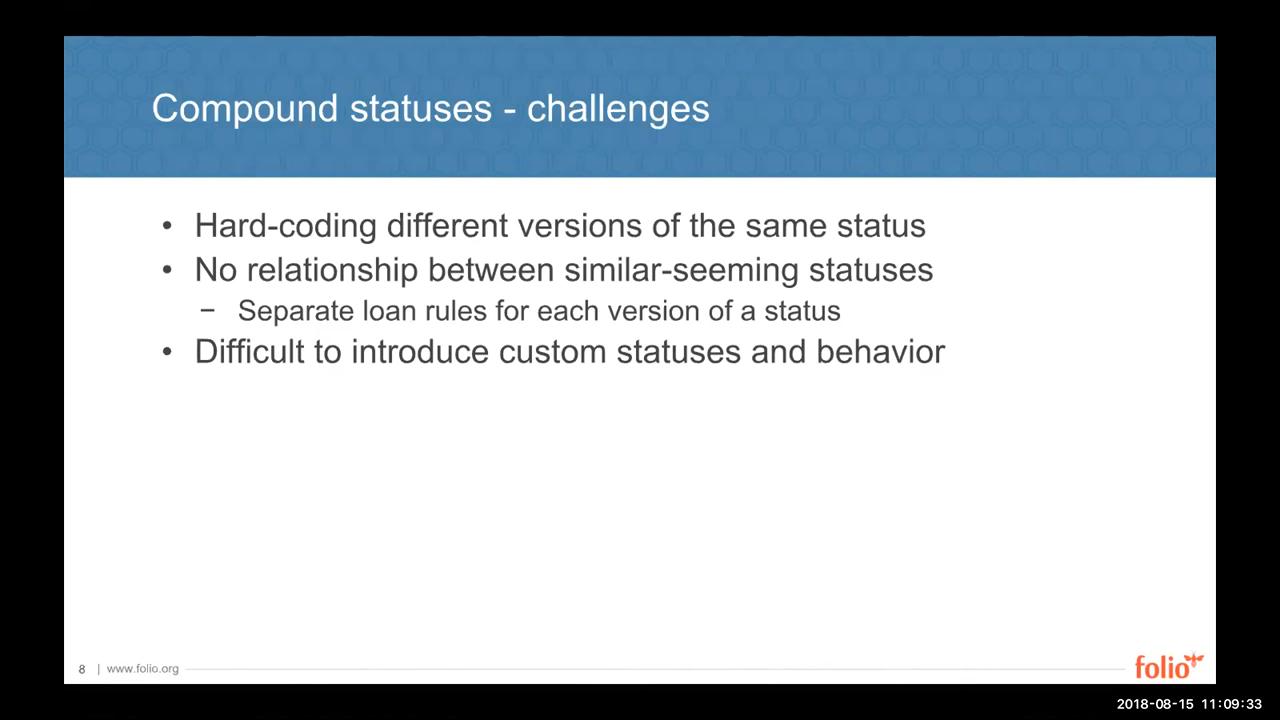 Compound statuses - challenges
• Hard-coding different versions of the same status
• No relationship between similar-seeming statuses
− Separate loan rules for each version of a status
• Difficult to introduce custom statuses and behavior
8 | www.folio.org
folio
2018-08-15 11:09:33